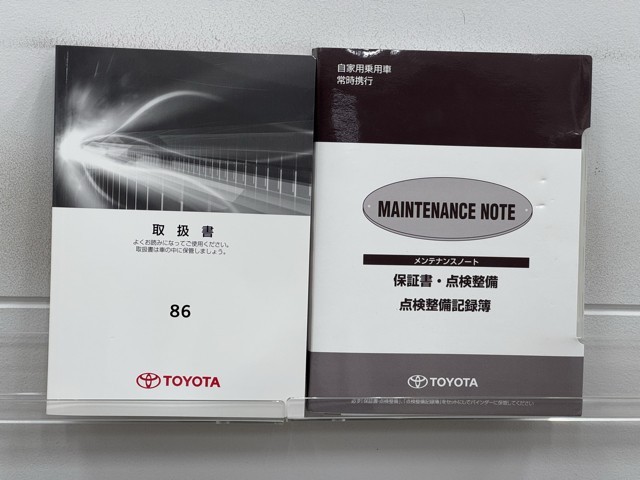 取扱書
よくお読みになってご使用ください。
取扱書は車の中に保管しましょう。
86
TOYOTA
自家用乗用車
常時携行
MAINTENANCE NOTE
メンテナンスノート
保証書・点検整備
点検整備記録簿
TOYOTA